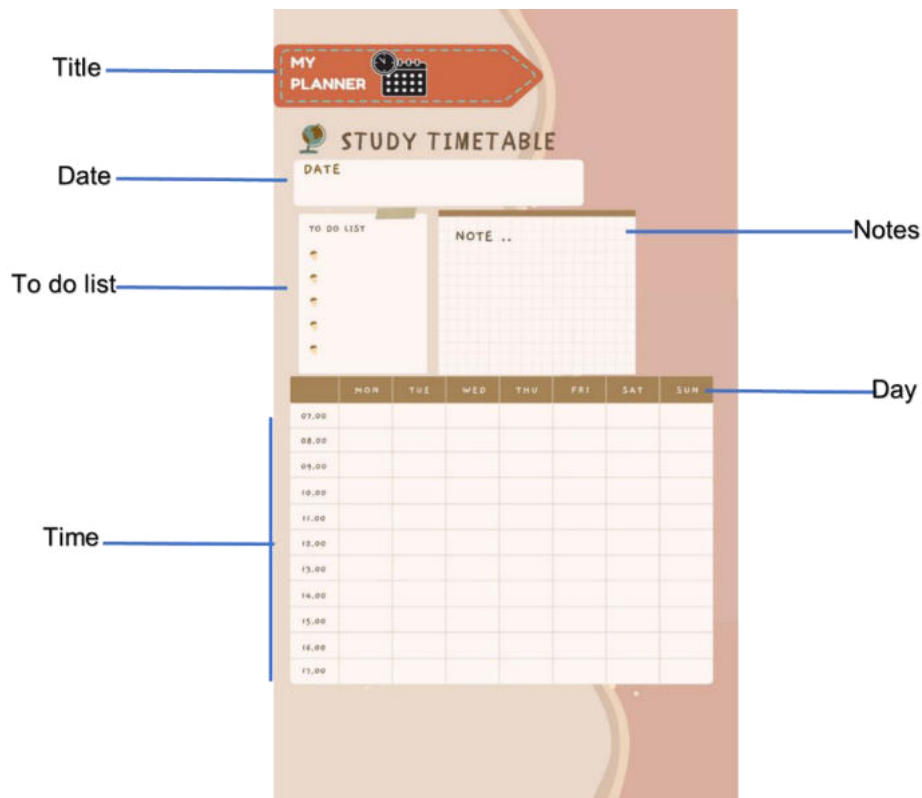 Title
MY
PLANNER
STUDY TIMETABLE
Date
DATE
TO DO LIST
NOTE ..
Notes
To do list
MON TUE WED THU FRI SAT SUN
Day
07.00
08.00
09.00
10.00
11.00
12.00
Time
13.00
14.00
15.00
16.00
17.00